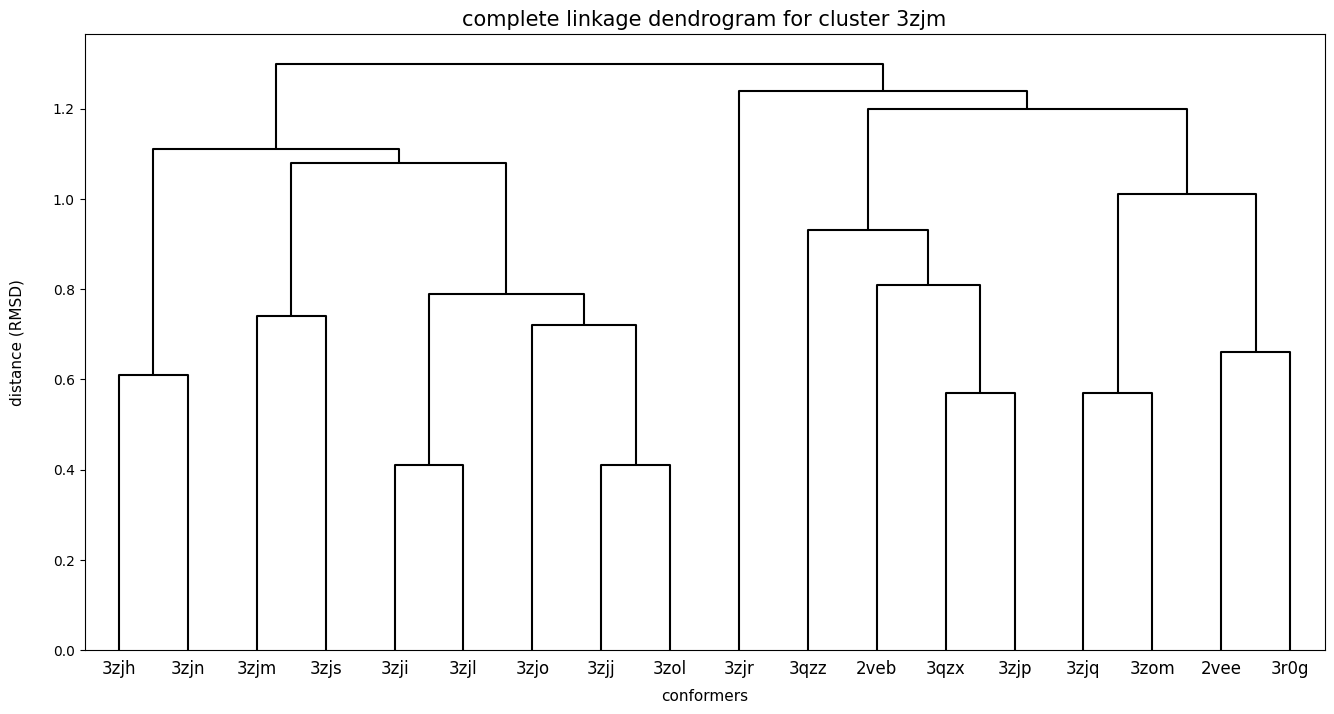 complete linkage dendrogram for cluster 3zjm
distance (RMSD)
1.2
1.0
0.8
0.6
0.4
0.2
0.0
3zjh 3zjn 3zjm 3zjs 3zji 3zjl 3zjo 3zjj 3zol 3zjr 3qzz 2veb 3qzx 3zjp 3zjq 3zom 2vee 3r0g
conformers